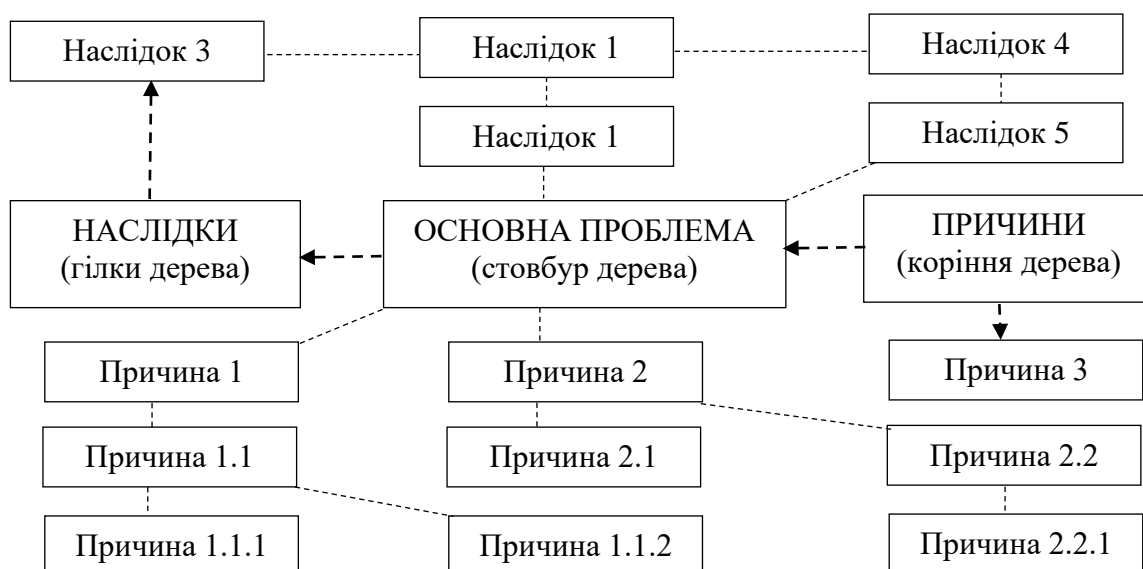 Наслідок 3
Наслідок 1
Наслідок 4
Наслідок 1
Наслідок 5
НАСЛІДКИ
(гілки дерева)
ОСНОВНА ПРОБЛЕМА
(стовбур дерева)
ПРИЧИНИ
(коріння дерева)
Причина 1
Причина 2
Причина 3
Причина 1.1
Причина 2.1
Причина 2.2
Причина 1.1.1
Причина 1.1.2
Причина 2.2.1